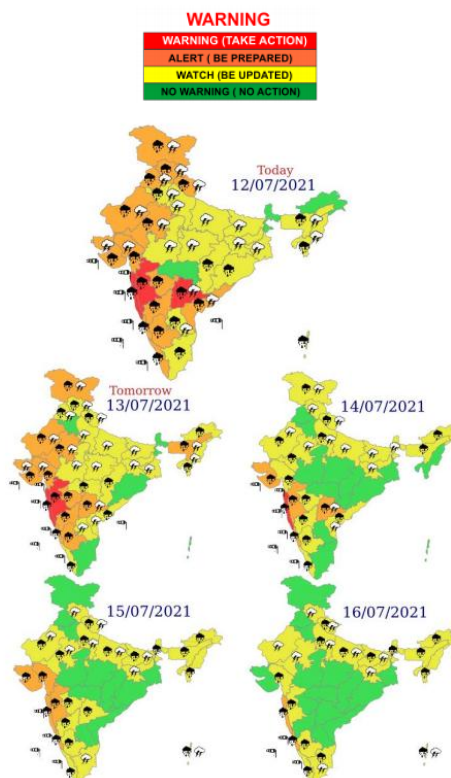 WARNING
WARNING (TAKE ACTION)
ALERT ( BE PREPARED)
WATCH (BE UPDATED)
NO WARNING ( NO ACTION)
Today
12/07/2021
Tomorrow
13/07/2021
14/07/2021
15/07/2021
16/07/2021